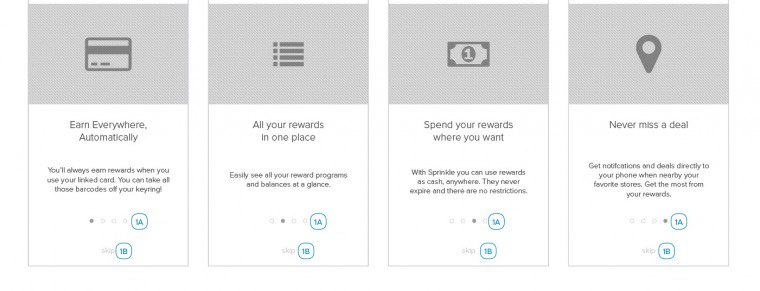 Earn Everywhere,
Automatically
You'll always earn rewards when you
use your linked card. You can take all
those barcodes off your keyring!
1A
skip 1B
All your rewards
in one place
Easily see all your reward programs
and balances at a glance.
1A
skip 1B
1
Spend your rewards
where you want
With Sprinkle you can use rewards
as cash, anywhere. They never
expire and there are no restrictions.
1A
skip 1B
Never miss a deal
Get notifcations and deals directly to
your phone when nearby your
favorite stores. Get the most from
your rewards.
1A
skip 1B